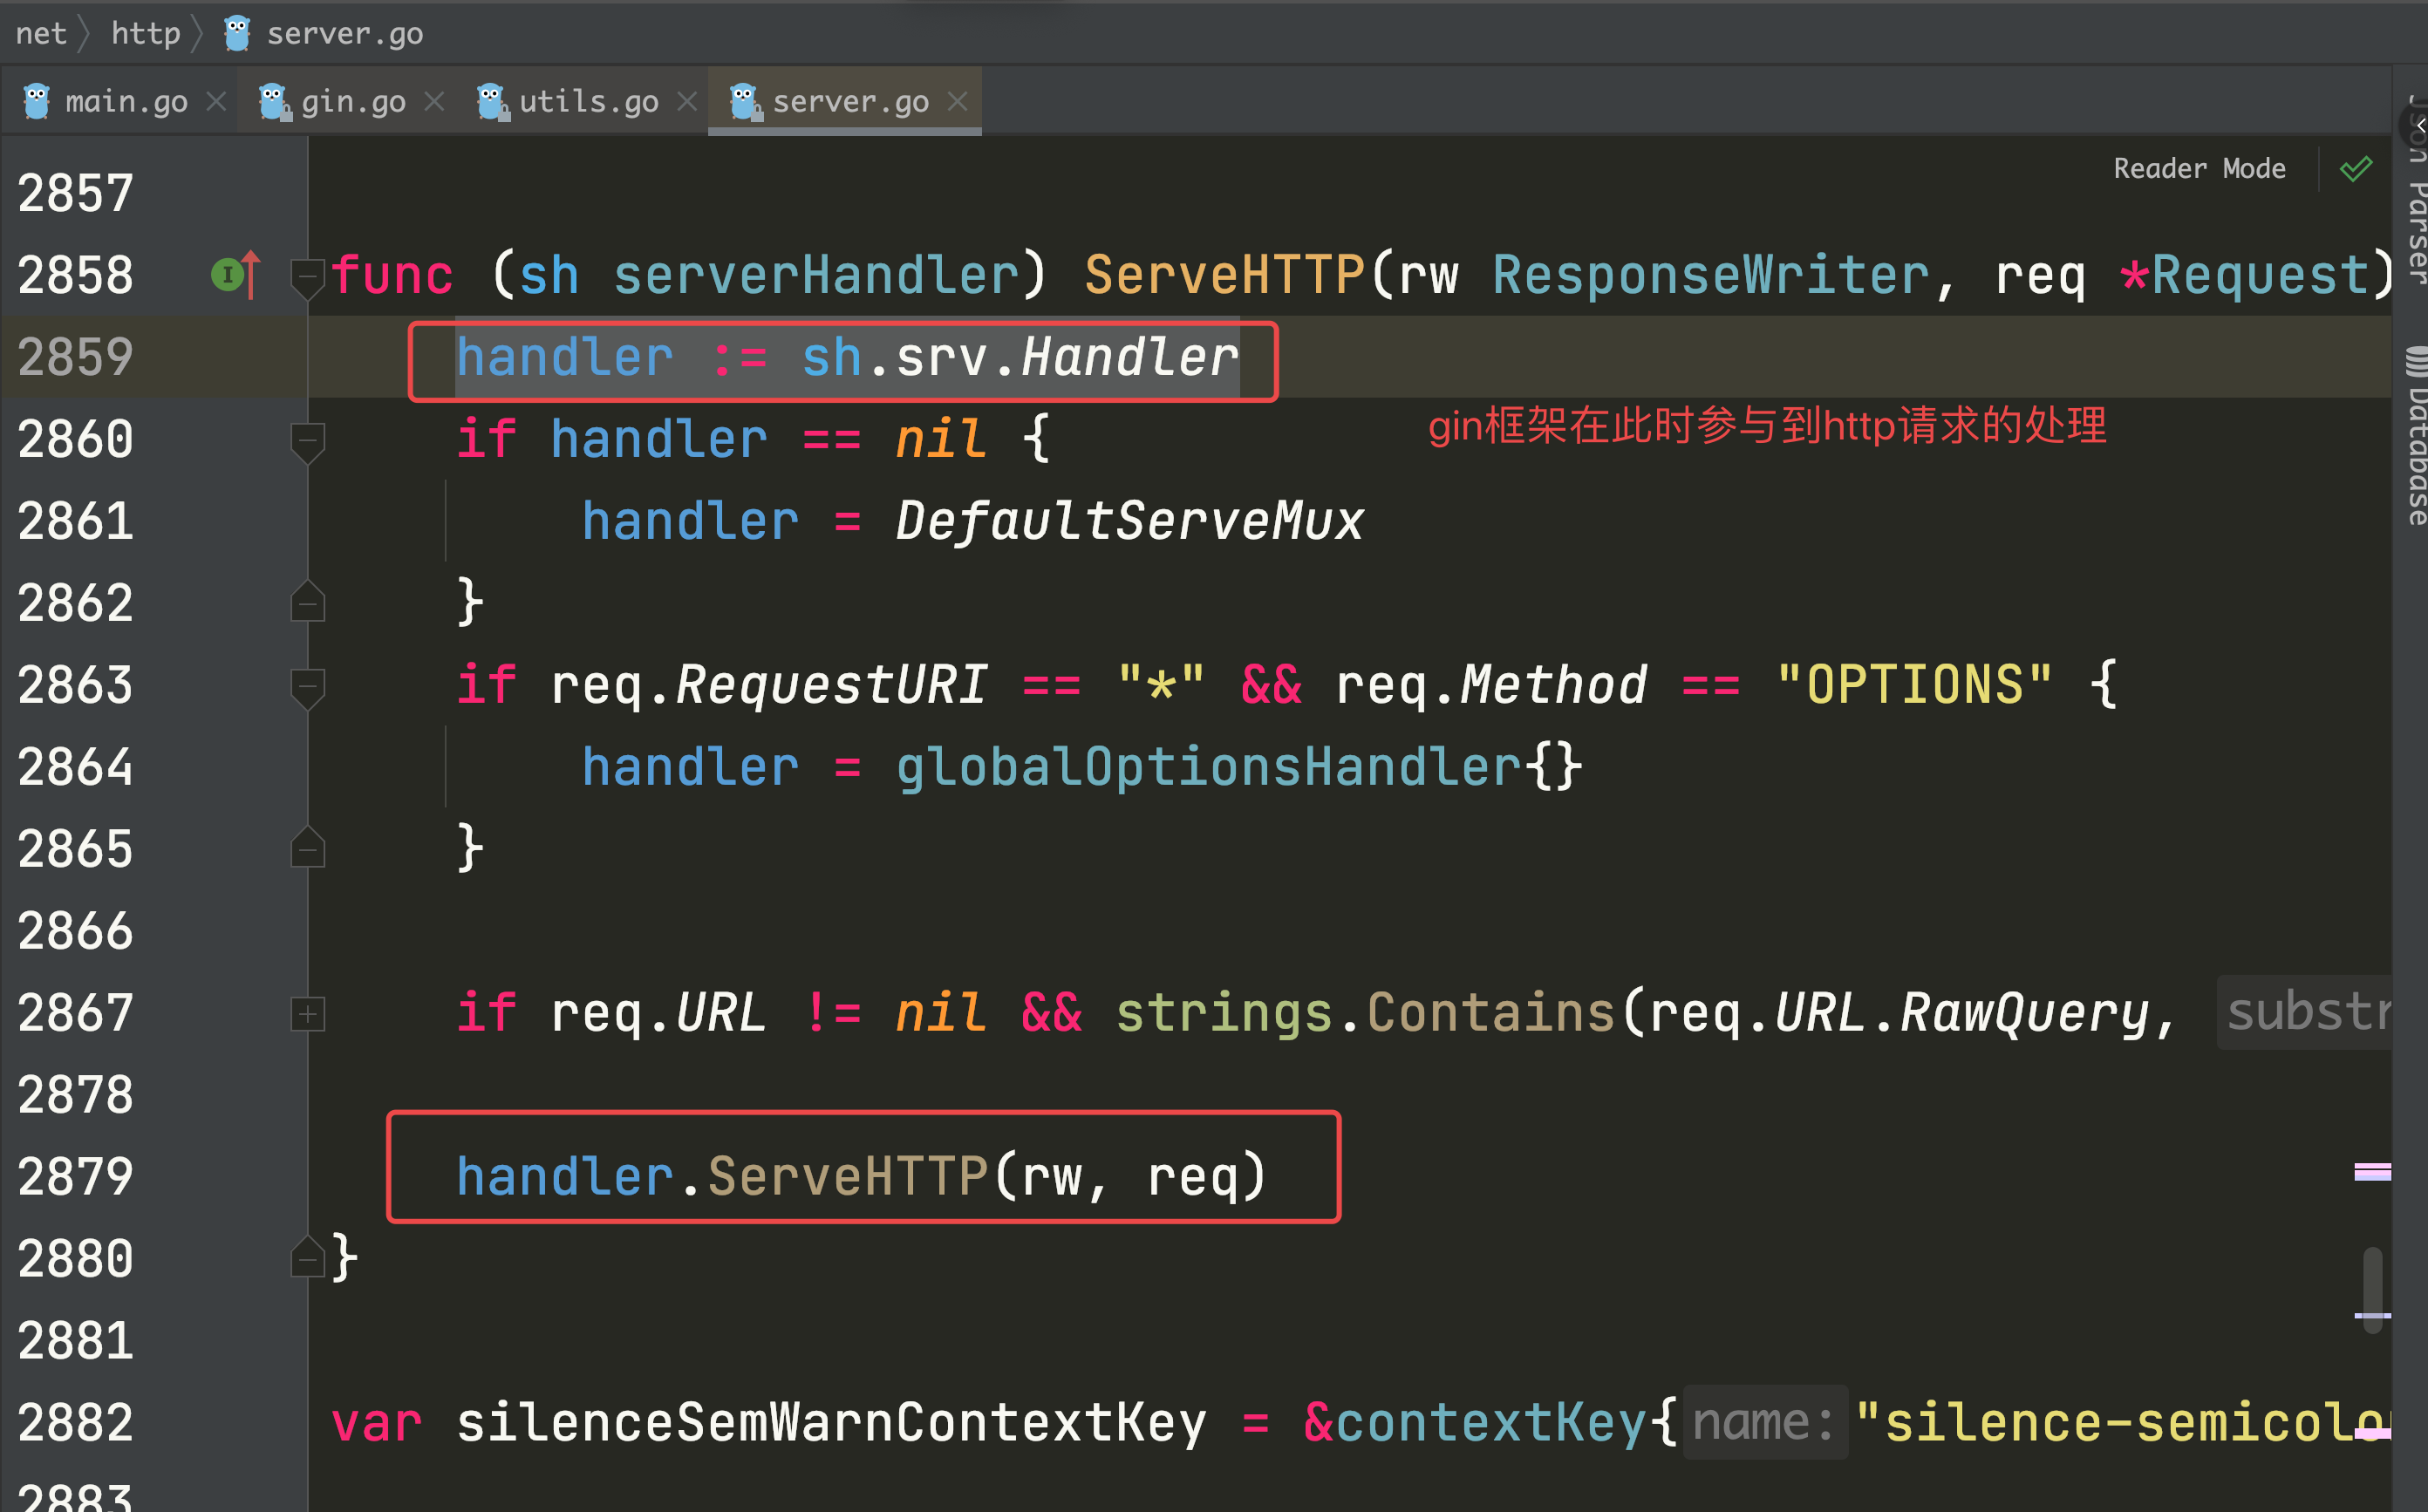 net http server.go
main.go gin.go utils.go server.go
Reader Mode
2857
2858 func (sh serverHandler) ServeHTTP(rw ResponseWriter, req *Request)
2859 handler := sh.srv.Handler
gin框架在此时参与到http请求的处理
2860 if handler == nil {
2861 handler = DefaultServeMux
2862 }
2863 if req.RequestURI == "*" && req.Method == "OPTIONS" {
2864 handler = globalOptionsHandler{}
2865 }
2866
2867 if req.URL != nil && strings.Contains(req.URL.RawQuery, substr
2878
2879 handler.ServeHTTP(rw, req)
2880 }
2881
2882 var silenceSemWarnContextKey = &contextKey{name: "silence-semicolo
2883
Json Parser
Database